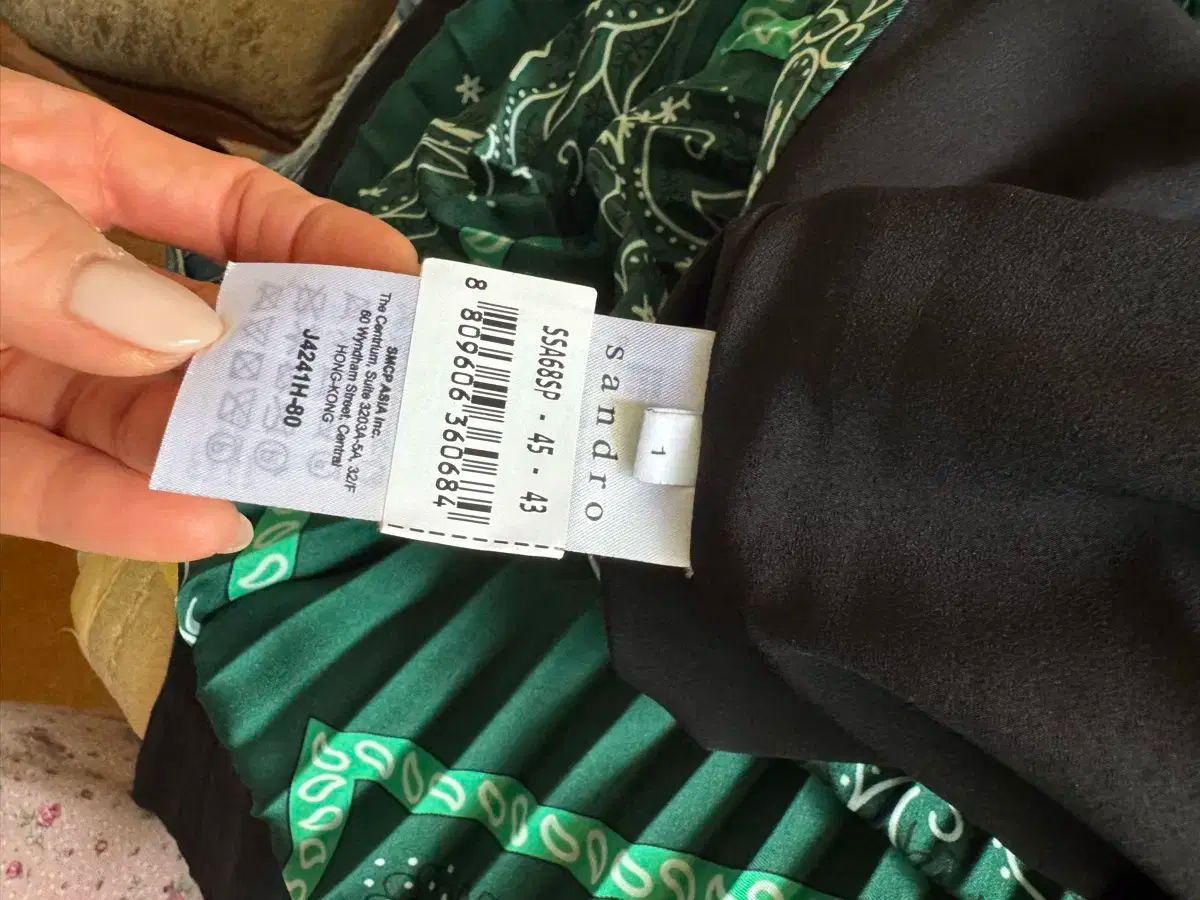 sandro
1
SSA68SP - 45 - 43
8 809606 360684
SMCP ASIA Inc.
The Centrium, Suite 3203A-5A, 32/F
60 Wyndham Street, Central
HONG-KONG
J4241H-80